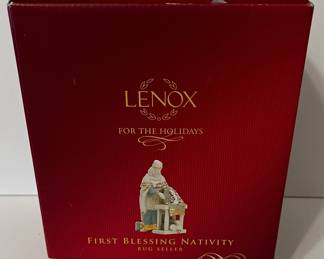 LENOX
FOR THE HOLIDAYS
FIRST BLESSING NATIVITY
RUG SELLER